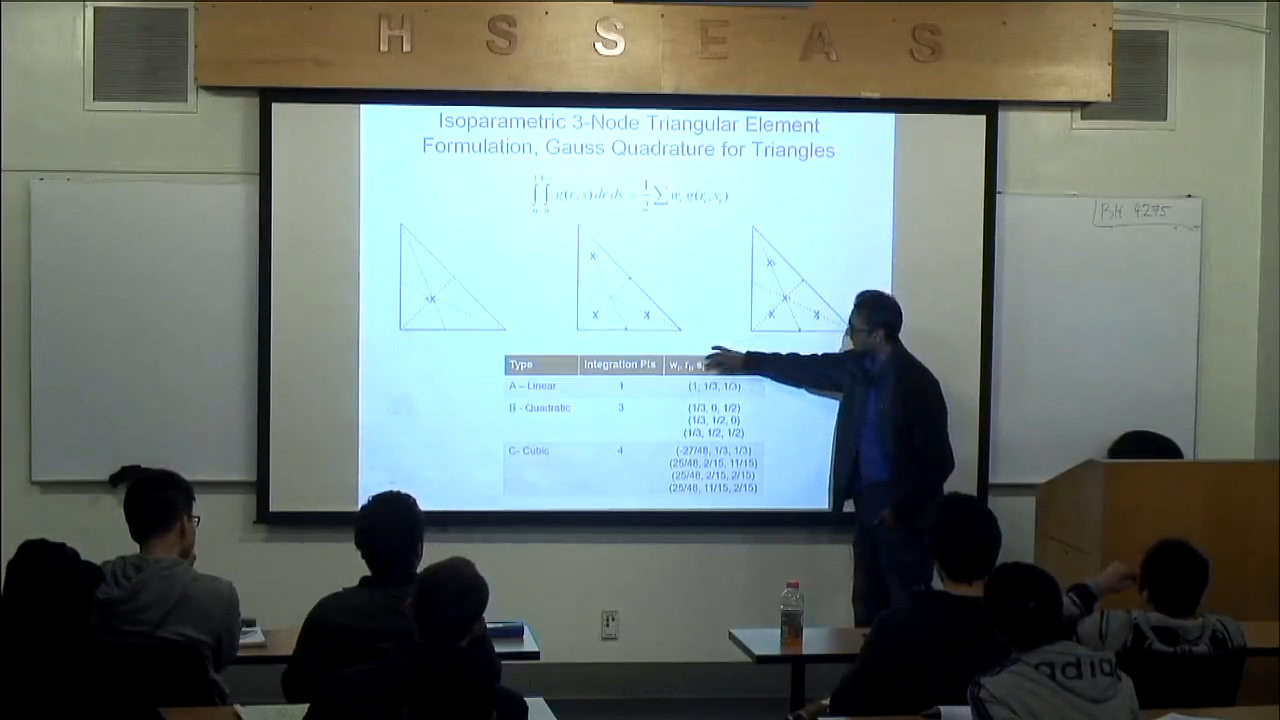 H S S E A S
Isoparametric 3-Node Triangular Element
Formulation, Gauss Quadrature for Triangles
BH 4275
X
X
X X
X
X
X X
Type Integration Pts
A – Linear 1 (1, 1/3, 1/3)
B - Quadratic 3 (1/3, 0, 1/2)
(1/3, 1/2, 0)
(1/3, 1/2, 1/2)
C- Cubic 4 (-27/48, 1/3, 1/3)
(25/48, 2/15, 11/15)
(25/48, 2/15, 2/15)
(25/48, 11/15, 2/15)